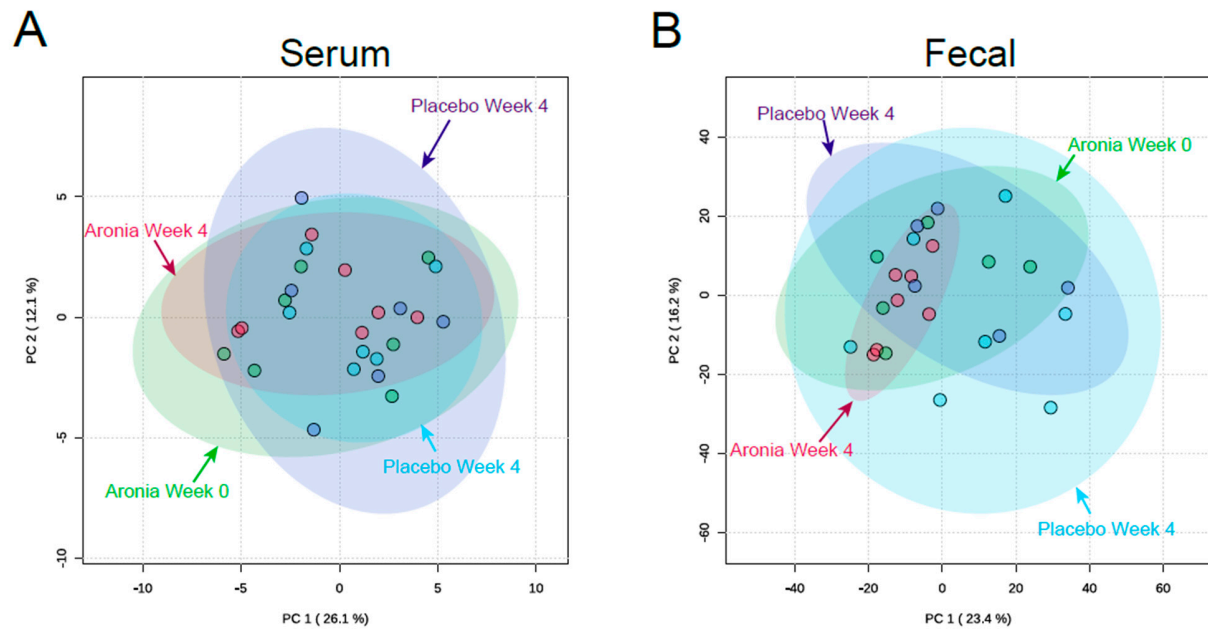 A
Serum
Placebo Week 4
Aronia Week 4
Aronia Week 0
Placebo Week 4
PC 2 ( 12.1 %)
5
0
-5
-10
-10
-5
0
5
10
PC 1 ( 26.1 %)
B
Fecal
Placebo Week 4
Aronia Week 0
Aronia Week 4
Placebo Week 4
PC 2 ( 16.2 %)
40
20
0
-20
-40
-60
-40
-20
0
20
40
60
PC 1 ( 23.4 %)